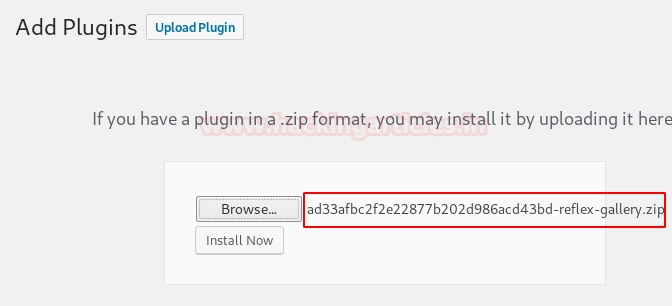 Add Plugins Upload Plugin
If you have a plugin in a .zip format, you may install it by uploading it here
www.hackingarticles.in
Browse... ad33afbc2f2e22877b202d986acd43bd-reflex-gallery.zip
Install Now